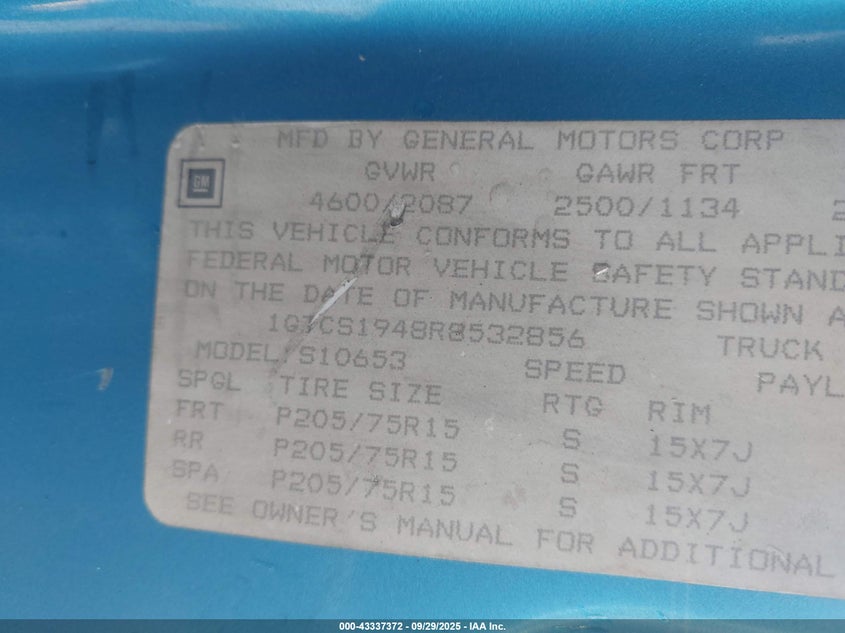 MFD BY GENERAL MOTORS CORP
GM
GVWR GAWR FRT
4600/2087 2500/1134 2
THIS VEHICLE CONFORMS TO ALL APPLI
FEDERAL MOTOR VEHICLE SAFETY STAND
ON THE DATE OF MANUFACTURE SHOWN A
1GTCS1948R8532856 TRUCK
MODEL/S10653 SPEED PAYL
SPGL TIRE SIZE RTG RIM
FRT P205/75R15 S 15X7J
RR P205/75R15 S 15X7J
SPA P205/75R15 S 15X7J
SEE OWNER'S MANUAL FOR ADDITIONAL
000-43337372 • 09/29/2025 • IAA Inc.